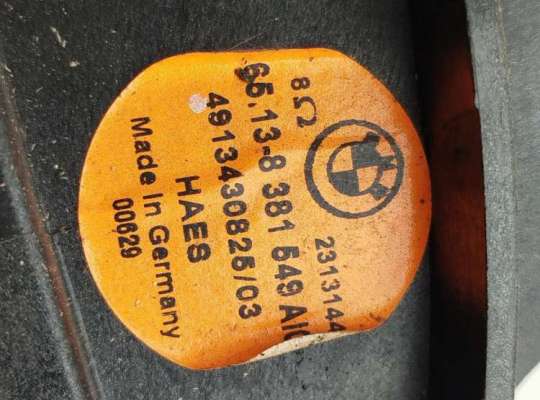 8Ω 2313144
65.13-8 381 549
4913430825/03
HAES
Made In Germany
00629